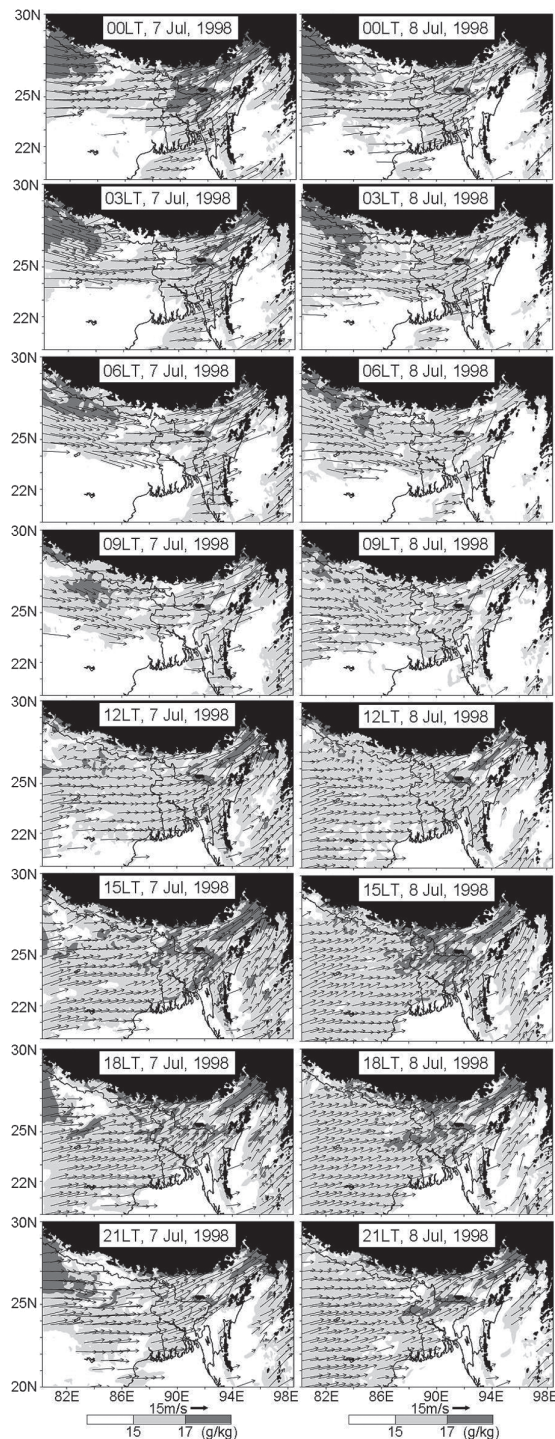 30N 00LT, 7 Jul, 1998 00LT, 8 Jul, 1998
25N
22N
30N 03LT, 7 Jul, 1998 03LT, 8 Jul, 1998
25N
22N
30N 06LT, 7 Jul, 1998 06LT, 8 Jul, 1998
25N
22N
30N 09LT, 7 Jul, 1998 09LT, 8 Jul, 1998
25N
22N
30N 12LT, 7 Jul, 1998 12LT, 8 Jul, 1998
25N
22N
30N 15LT, 7 Jul, 1998 15LT, 8 Jul, 1998
25N
22N
30N 18LT, 7 Jul, 1998 18LT, 8 Jul, 1998
25N
22N
30N 21LT, 7 Jul, 1998 21LT, 8 Jul, 1998
25N
20N
82E 86E 90E 94E 98E 82E 86E 90E 94E 98E
15m/s 15m/s
15 17 (g/kg) 15 17 (g/kg)